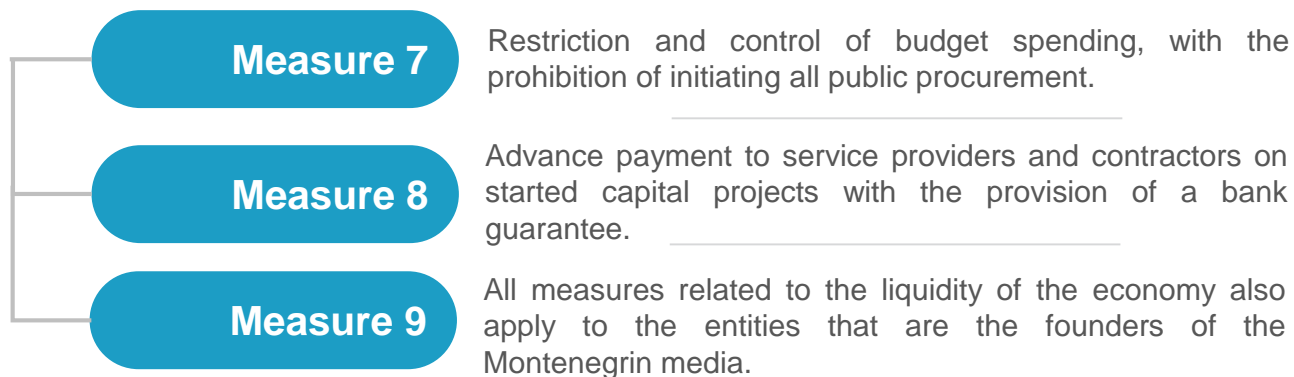 Measure 7
Restriction and control of budget spending, with the
prohibition of initiating all public procurement.
Measure 8
Advance payment to service providers and contractors on
started capital projects with the provision of a bank
guarantee.
Measure 9
All measures related to the liquidity of the economy also
apply to the entities that are the founders of the
Montenegrin media.